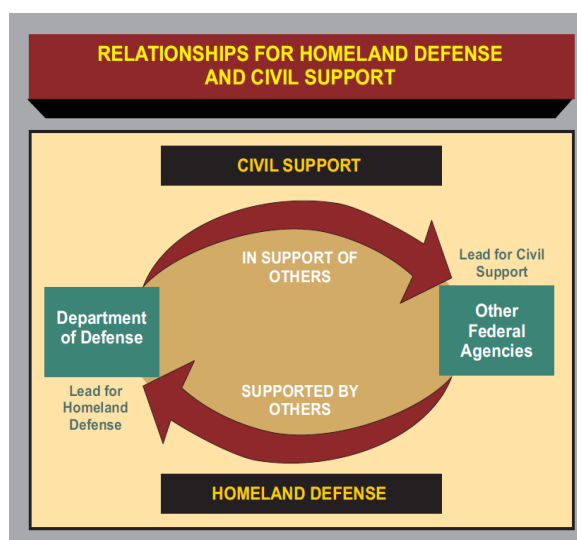 RELATIONSHIPS FOR HOMELAND DEFENSE
AND CIVIL SUPPORT
CIVIL SUPPORT
IN SUPPORT OF
OTHERS
Lead for Civil
Support
Department
of Defense
Other
Federal
Agencies
Lead for
Homeland
Defense
SUPPORTED BY
OTHERS
HOMELAND DEFENSE